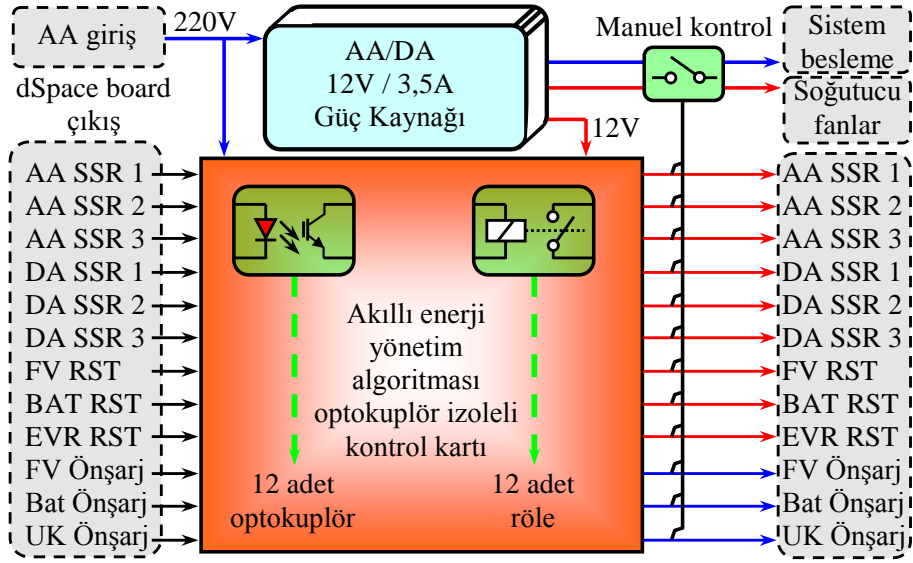 AA giriş
220V
AA/DA
12V / 3,5A
Güç Kaynağı
Manuel kontrol
Sistem
besleme
Soğutucu
fanlar
12V
dSpace board
çıkış
AA SSR 1
AA SSR 2
AA SSR 3
DA SSR 1
DA SSR 2
DA SSR 3
FV RST
BAT RST
EVR RST
FV Önşarj
Bat Önşarj
UK Önşarj
Akıllı enerji
yönetim
algoritması
optokuplör izoleli
kontrol kartı
12 adet
optokuplör
12 adet
röle
AA SSR 1
AA SSR 2
AA SSR 3
DA SSR 1
DA SSR 2
DA SSR 3
FV RST
BAT RST
EVR RST
FV Önşarj
Bat Önşarj
UK Önşarj